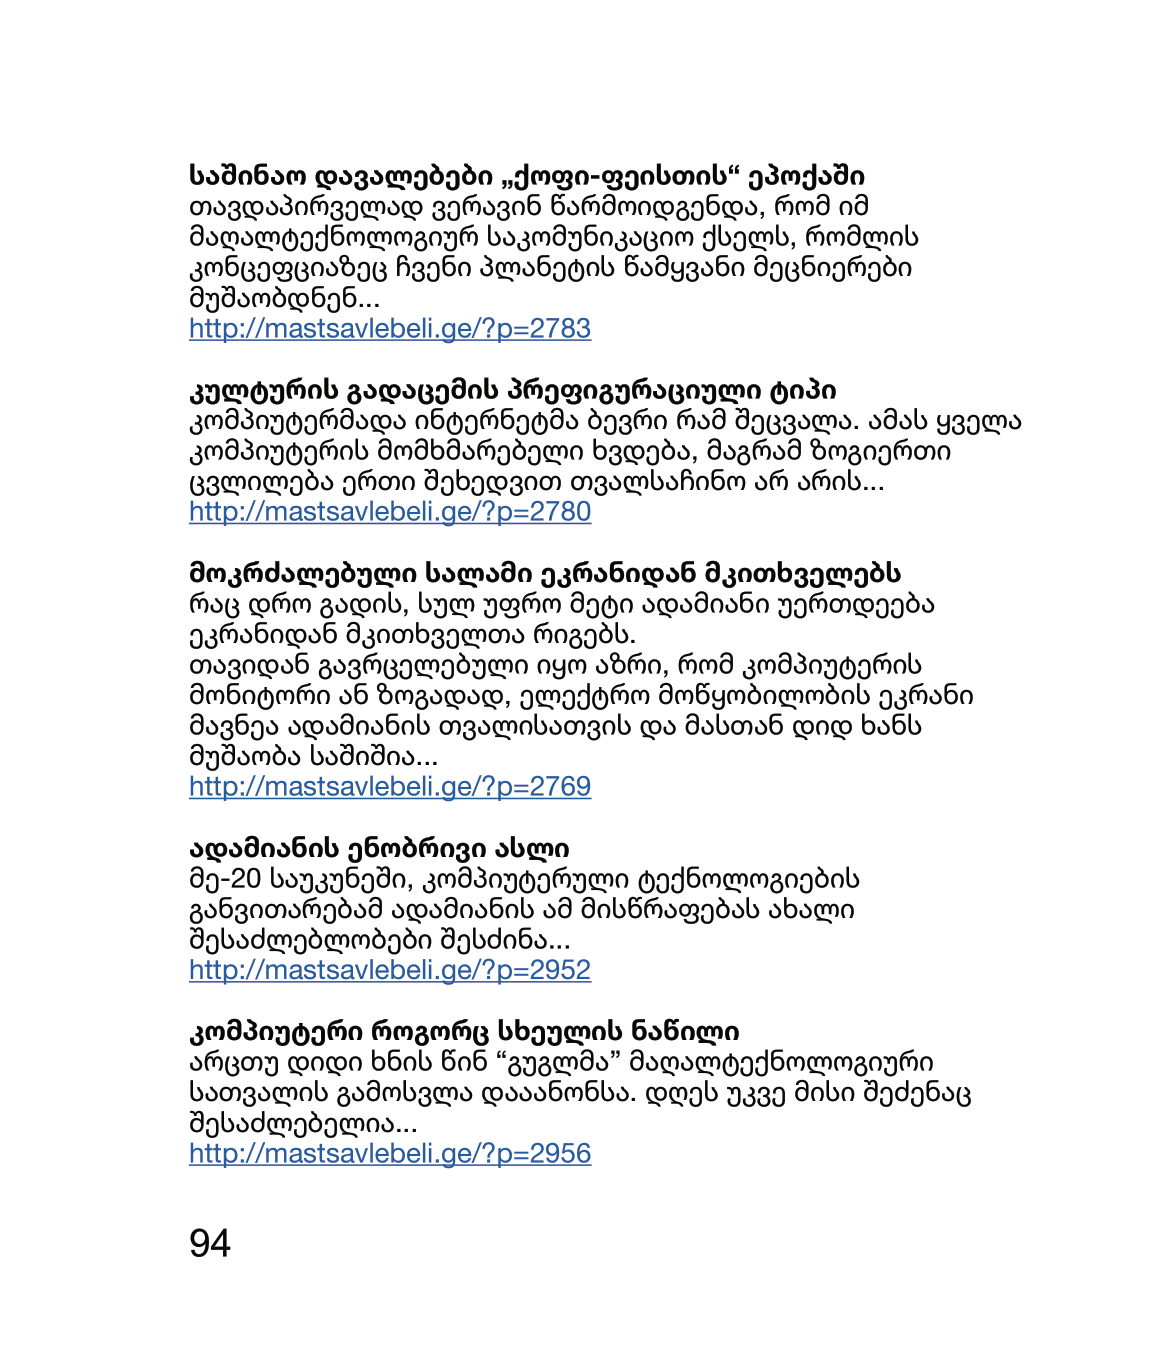 საშინაო დავალებები „ქოფი-ფეისთის“ ეპოქაში
თავდაპირველად ვერავინ წარმოიდგენდა, რომ იმ
მაღალტექნოლოგიურ საკომუნიკაციო ქსელს, რომლის
კონცეფციაზეც ჩვენი პლანეტის წამყვანი მეცნიერები
მუშაობდნენ...
http://mastsavlebeli.ge/?p=2783
კულტურის გადაცემის პრეფიგურაციული ტიპი
კომპიუტერმადა ინტერნეტმა ბევრი რამ შეცვალა. ამას ყველა
კომპიუტერის მომხმარებელი ხვდება, მაგრამ ზოგიერთი
ცვლილება ერთი შეხედვით თვალსაჩინო არ არის...
http://mastsavlebeli.ge/?p=2780
მოკრძალებული სალამი ეკრანიდან მკითხველებს
რაც დრო გადის, სულ უფრო მეტი ადამიანი უერთდეება
ეკრანიდან მკითხველთა რიგებს.
თავიდან გავრცელებული იყო აზრი, რომ კომპიუტერის
მონიტორი ან ზოგადად, ელექტრო მოწყობილობის ეკრანი
მავნეა ადამიანის თვალისათვის და მასთან დიდ ხანს
მუშაობა საშიშია...
http://mastsavlebeli.ge/?p=2769
ადამიანის ენობრივი ასლი
მე-20 საუკუნეში, კომპიუტერული ტექნოლოგიების
განვითარებამ ადამიანის ამ მისწრაფებას ახალი
შესაძლებლობები შესძინა...
http://mastsavlebeli.ge/?p=2952
კომპიუტერი როგორც სხეულის ნაწილი
არცთუ დიდი ხნის წინ “გუგლმა” მაღალტექნოლოგიური
სათვალის გამოსვლა დააანონსა. დღეს უკვე მისი შეძენაც
შესაძლებელია...
http://mastsavlebeli.ge/?p=2956
94